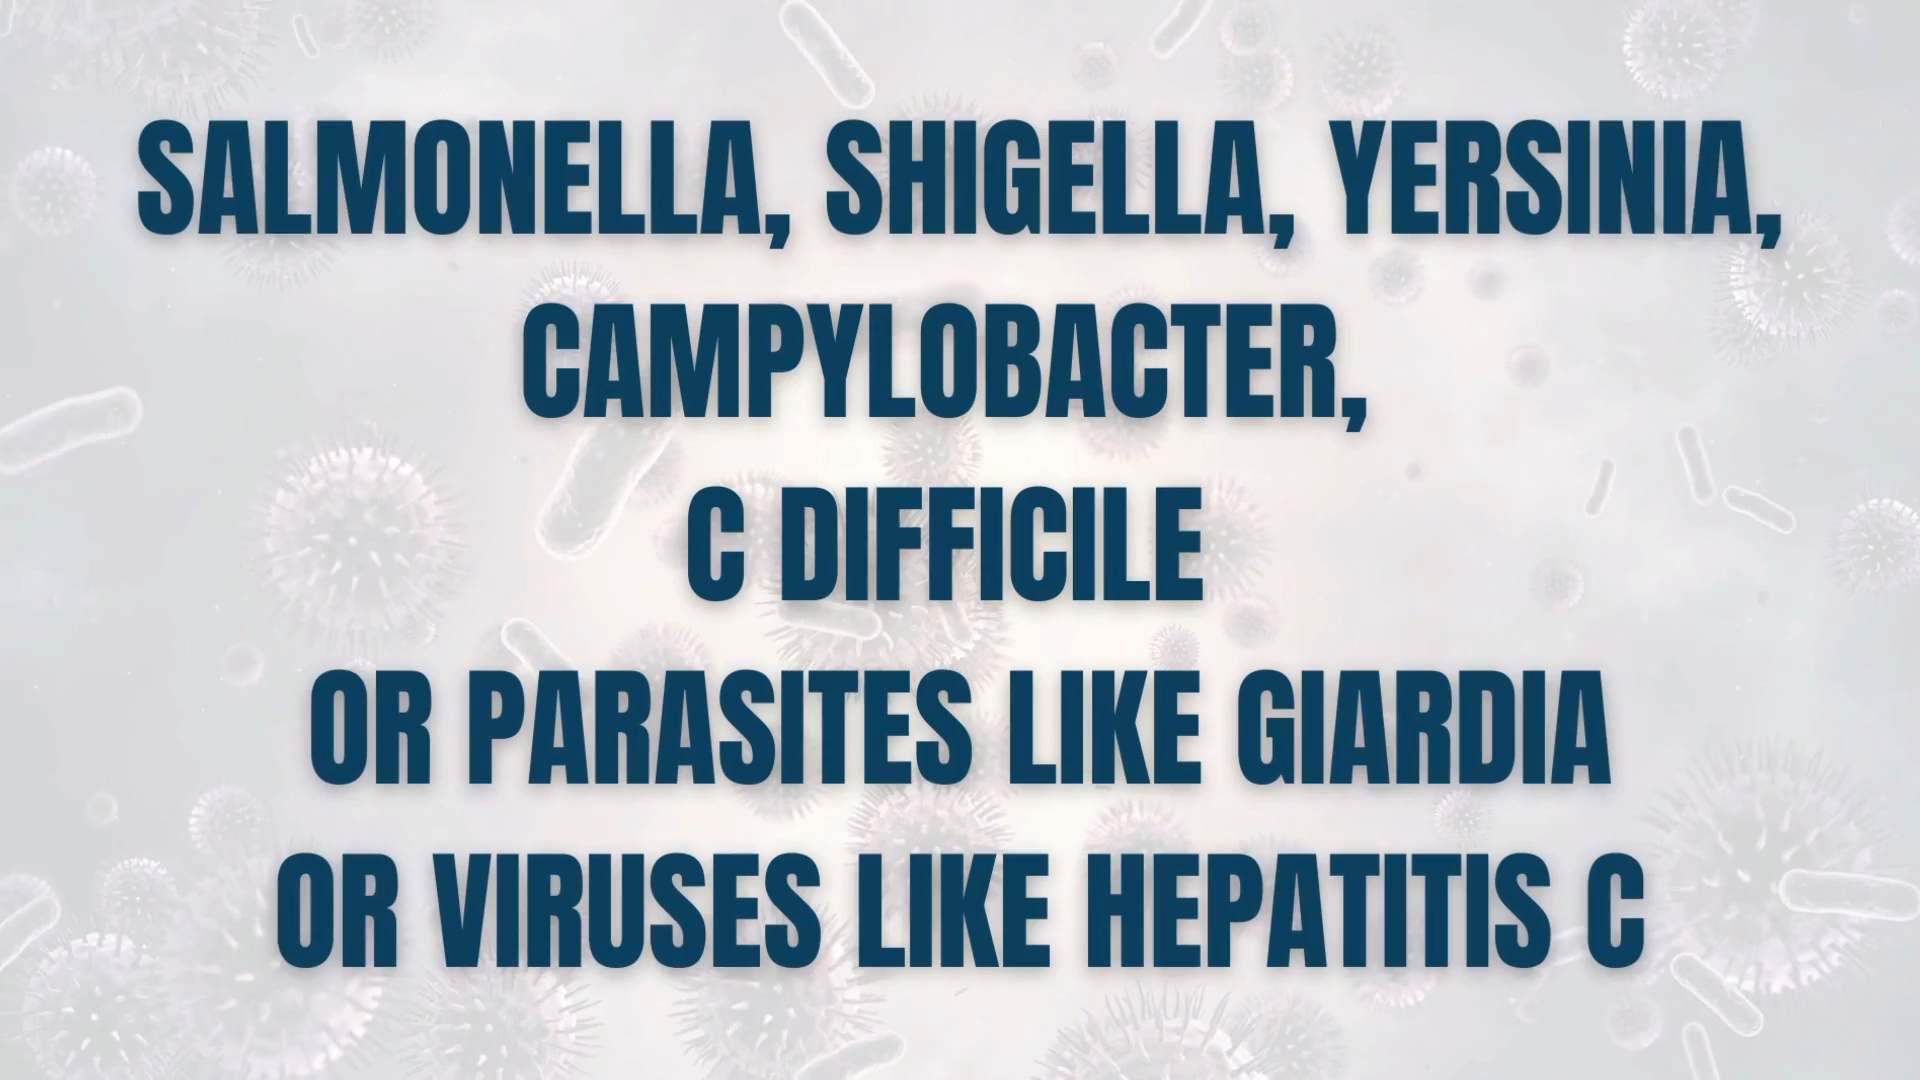 SALMONELLA, SHIGELLA, YERSINIA,
CAMPYLOBACTER,
C DIFFICILE
OR PARASITES LIKE GIARDIA
OR VIRUSES LIKE HEPATITIS C